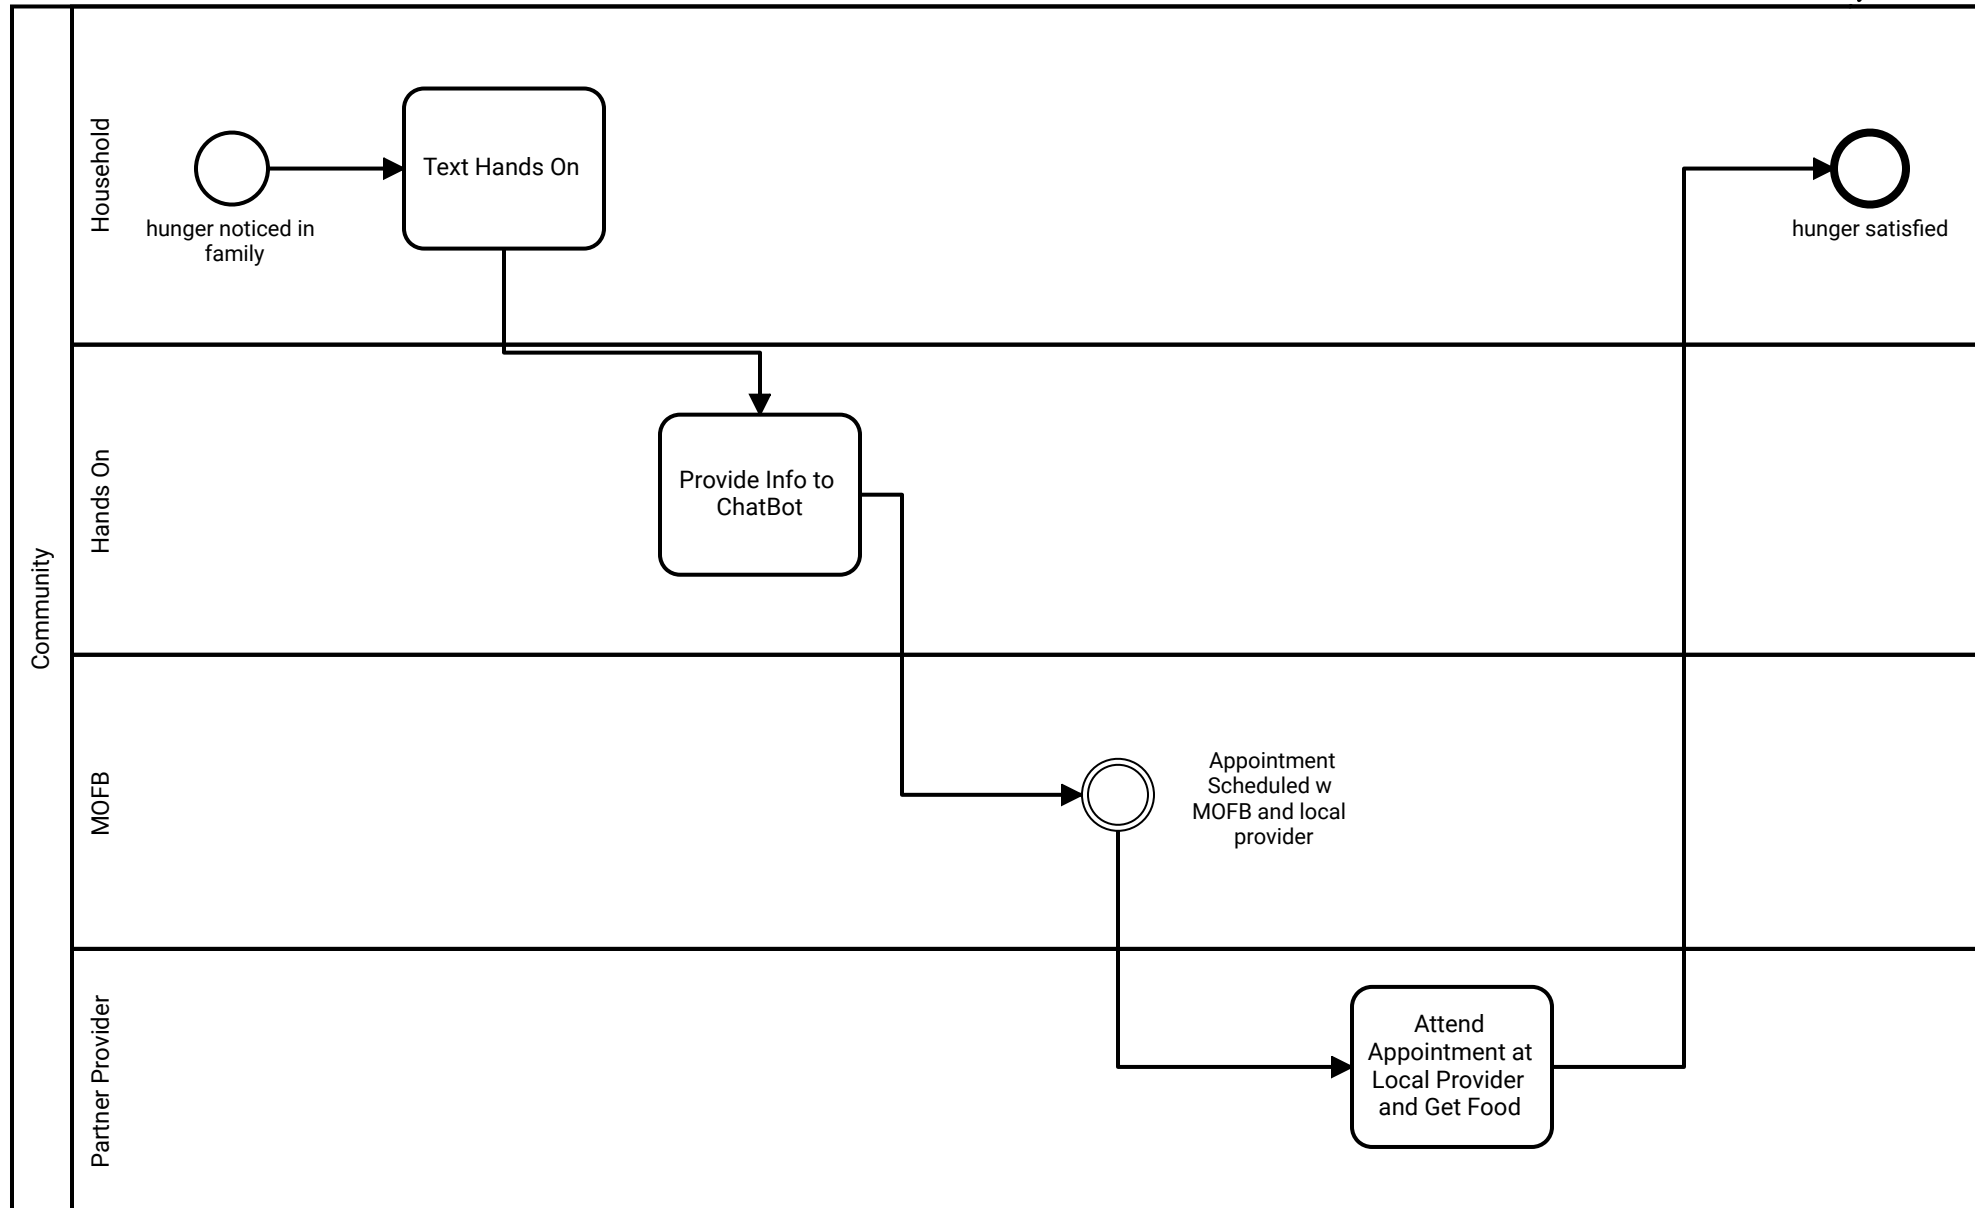 Community
Household
hunger noticed in
family
Text Hands On
hunger satisfied
Hands On
Provide Info to
ChatBot
MOFB
Appointment
Scheduled w
MOFB and local
provider
Partner Provider
Attend
Appointment at
Local Provider
and Get Food